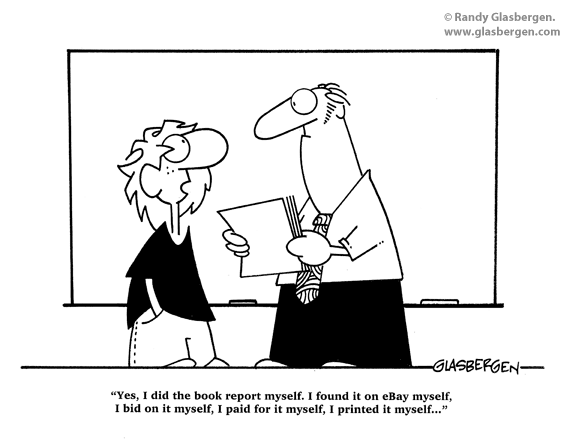 © Randy Glasbergen.
www.glasbergen.com
GLASBERGEN
“Yes, I did the book report myself. I found it on eBay myself,
I bid on it myself, I paid for it myself, I printed it myself...”